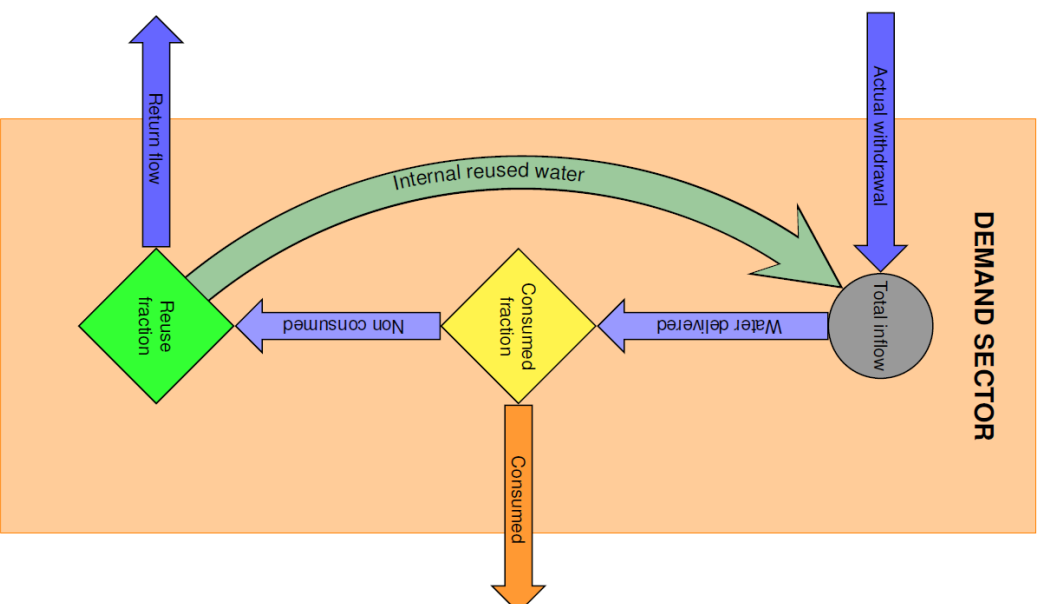 DEMAND SECTOR
Actual withdrawal
Total inflow
Water delivered
Consumed
fraction
Consumed
Non consumed
Reuse
fraction
Internal reused water
Return flow